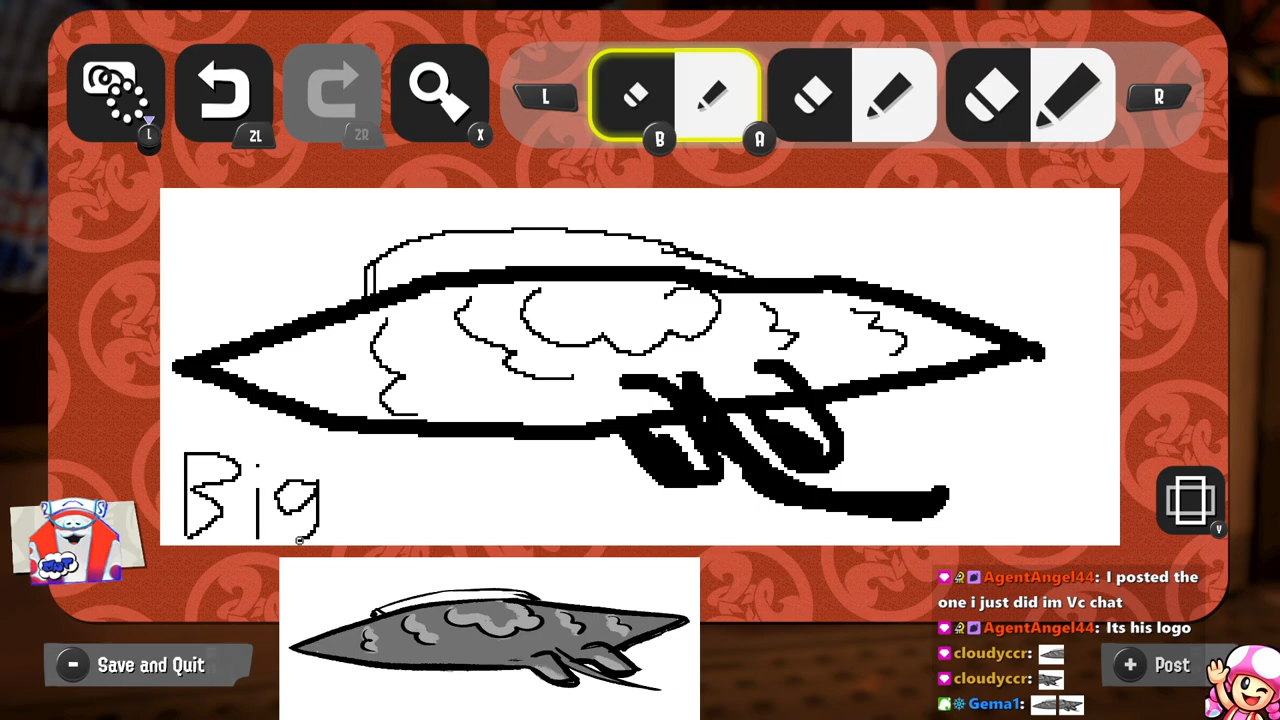 L ZL ZR X L B A R
Big
Y
AgentAngel44: I posted the
one i just did im Vc chat
AgentAngel44: Its his logo
cloudyccr:
cloudyccr:
Gema1:
- Save and Quit
+ Post